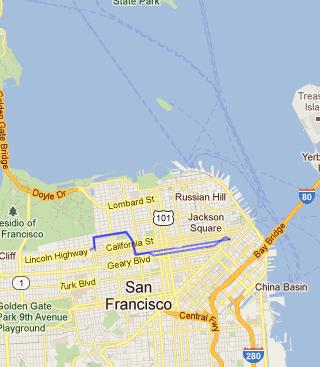 State Park
Golden Gate Bridge
Treas
Islan
Yerb
80
Doyle Dr
Lombard St
Russian Hill
101
Jackson
Square
esidio of
Francisco
Bay Bridge
California St
Cliff
Lincoln Highway
Geary Blvd
1
Turk Blvd
San
Francisco
China Basin
Golden Gate
Park 9th Avenue
Playground
Central Fwy
280